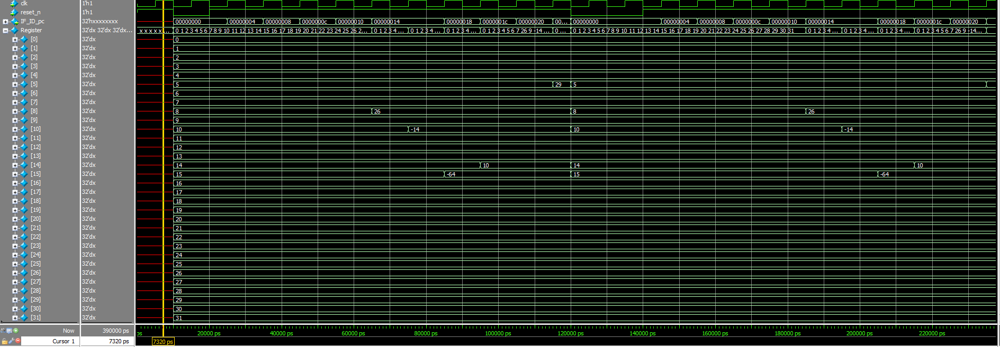 clk 1'h1
reset_n 1'h1
IF_ID_pc 32'hxxxxxxxx 00000000 00000004 00000008 0000000c 00000010 00000014 00000018 0000001c 00000020 00... 00000000 00000004 00000008 0000000c 00000010 00000014 00000018 0000001c 00000020
Register 32'dx 32'dx 32'dx... x x x x x ... 0 1 2 3 4 5 6 7 8 9 10 11 12 13 14 15 16 17 18 19 20 21 22 23 24 25 26 2... 0 1 2 3 4 ... 0 1 2 3 4 ... 0 1 2 3 4 ... 0 1 2 3 4 5 6 7 26 9 -14... 0 ... 0 1 2 3 4 5 6 7 8 9 10 11 12 13 14 15 16 17 18 19 20 21 22 23 24 25 26 27 28 29 30 31 0 1 2 3 4 ... 0 1 2 3 4 ... 0 1 2 3 4 ... 0 1 2 3 4 5 6 7 26 9 -14...
[0] 32'dx 0
[1] 32'dx 1
[2] 32'dx 2
[3] 32'dx 3
[4] 32'dx 4
[5] 32'dx 5 29 5
[6] 32'dx 6
[7] 32'dx 7
[8] 32'dx 8 26 8 26
[9] 32'dx 9
[10] 32'dx 10 -14 10 -14
[11] 32'dx 11
[12] 32'dx 12
[13] 32'dx 13
[14] 32'dx 14 10 14 10
[15] 32'dx 15 -64 15 -64
[16] 32'dx 16
[17] 32'dx 17
[18] 32'dx 18
[19] 32'dx 19
[20] 32'dx 20
[21] 32'dx 21
[22] 32'dx 22
[23] 32'dx 23
[24] 32'dx 24
[25] 32'dx 25
[26] 32'dx 26
[27] 32'dx 27
[28] 32'dx 28
[29] 32'dx 29
[30] 32'dx 30
[31] 32'dx 31
Now 390000 ps ps 20000 ps 40000 ps 60000 ps 80000 ps 100000 ps 120000 ps 140000 ps 160000 ps 180000 ps 200000 ps 220000 ps
Cursor 1 7320 ps 7320 ps